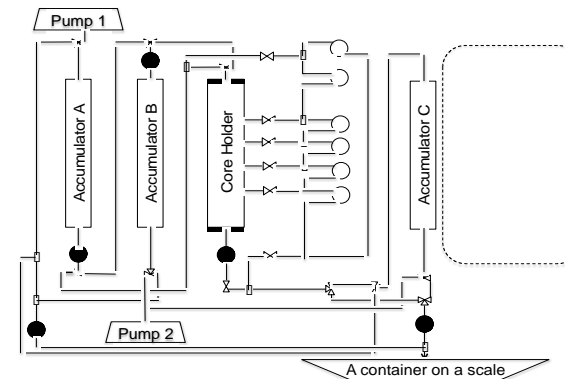 Pump 1
Accumulator A
Accumulator B
Core Holder
Accumulator C
Pump 2
A container on a scale